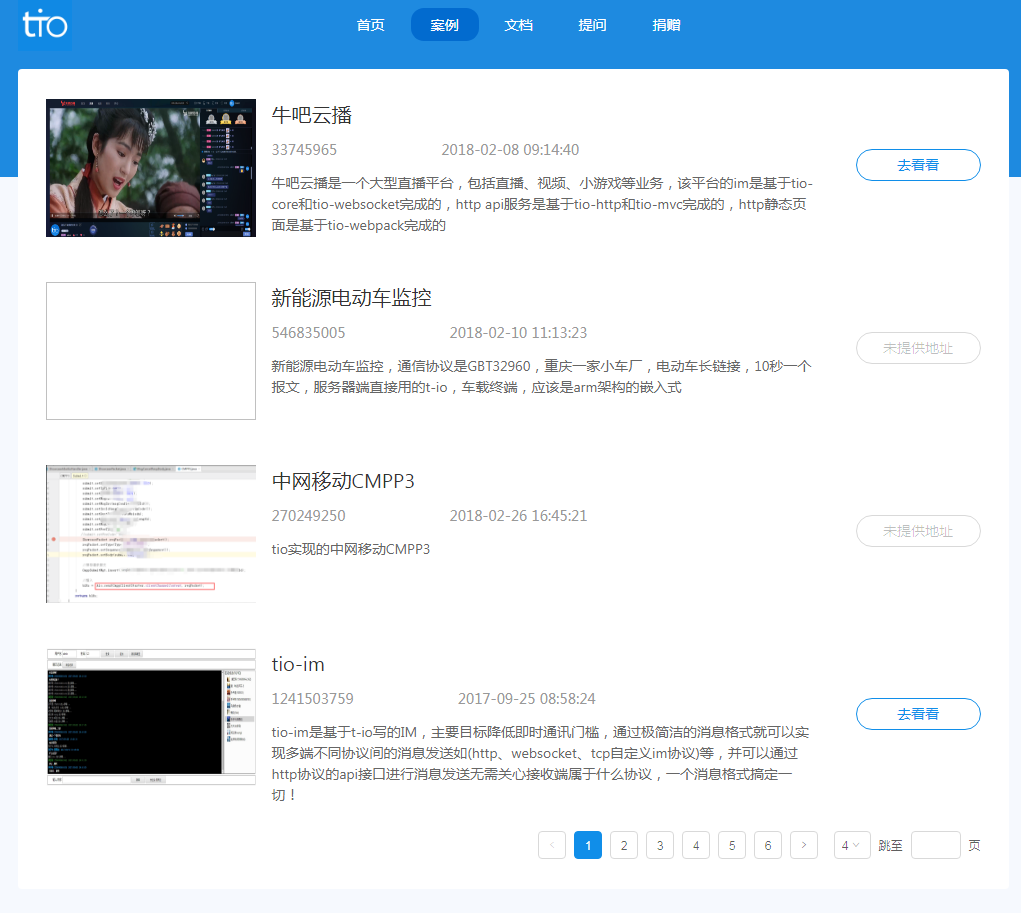 tio
首页
案例
文档
提问
捐赠
牛吧云播
33745965
2018-02-08 09:14:40
去看看
牛吧云播是一个大型直播平台，包括直播、视频、小游戏等业务，该平台的im是基于tio-
core和tio-websocket完成的，http api服务是基于tio-http和tio-mvc完成的，http静态页
面是基于tio-webpack完成的
新能源电动车监控
546835005
2018-02-10 11:13:23
未提供地址
新能源电动车监控，通信协议是GBT32960，重庆一家小车厂，电动车长链接，10秒一个
报文，服务器端直接用的t-io，车载终端，应该是arm架构的嵌入式
中网移动CMPP3
270249250
2018-02-26 16:45:21
未提供地址
tio实现的中网移动CMPP3
tio-im
1241503759
2017-09-25 08:58:24
去看看
tio-im是基于t-io写的IM，主要目标降低即时通讯门槛，通过极简洁的消息格式就可以实
现多端不同协议间的消息发送如(http、websocket、tcp自定义im协议)等，并可以通过
http协议的api接口进行消息发送无需关心接收端属于什么协议，一个消息格式搞定一
切！
< 1 2 3 4 5 6 > 4 跳至 页